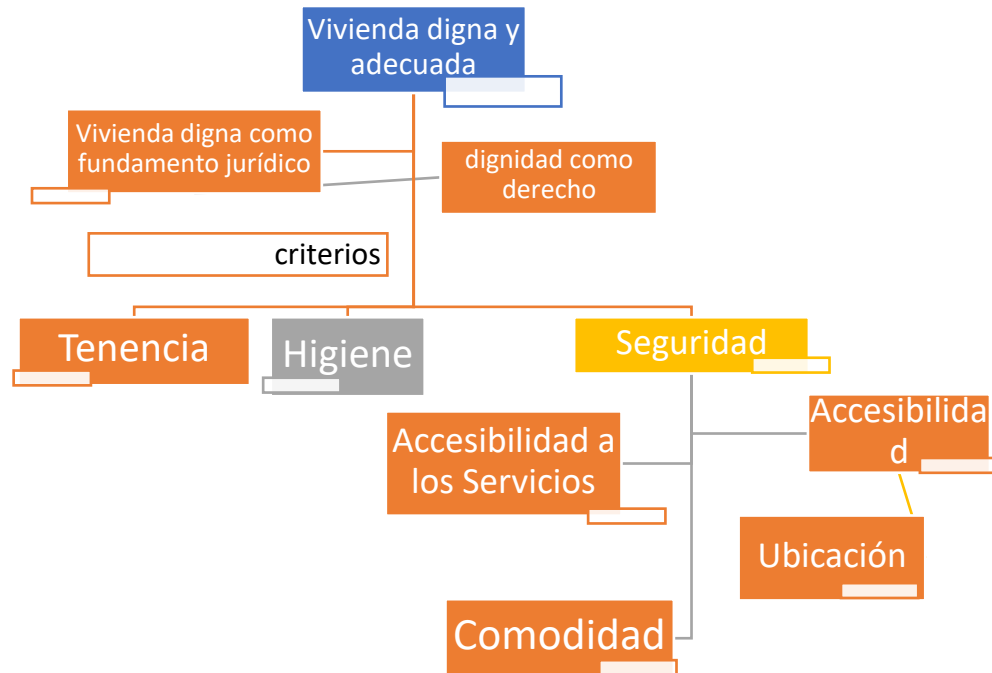 Vivienda digna y
adecuada
Vivienda digna como
fundamento jurídico
dignidad como
derecho
criterios
Tenencia
Higiene
Seguridad
Accesibilidad a
los Servicios
Accesibilida
d
Ubicación
Comodidad